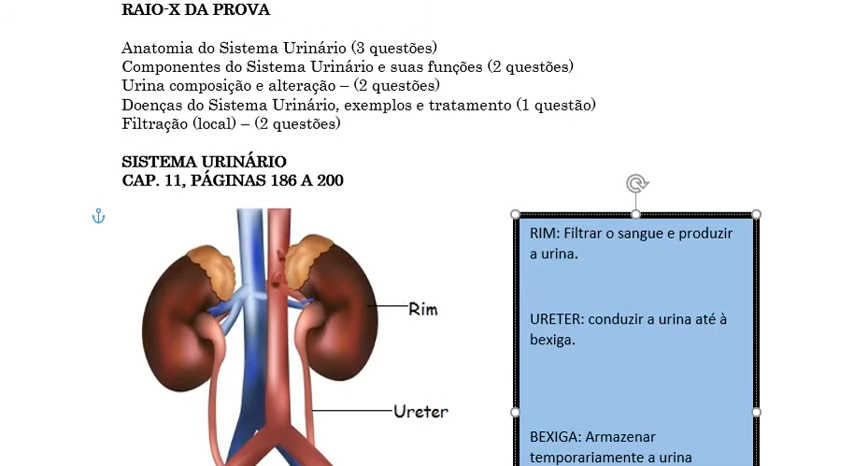 RAIO-X DA PROVA
Anatomia do Sistema Urinário (3 questões)
Componentes do Sistema Urinário e suas funções (2 questões)
Urina composição e alteração – (2 questões)
Doenças do Sistema Urinário, exemplos e tratamento (1 questão)
Filtração (local) – (2 questões)
SISTEMA URINÁRIO
CAP. 11, PÁGINAS 186 A 200
Rim
Ureter
RIM: Filtrar o sangue e produzir
a urina.
URETER: conduzir a urina até à
bexiga.
BEXIGA: Armazenar
temporariamente a urina